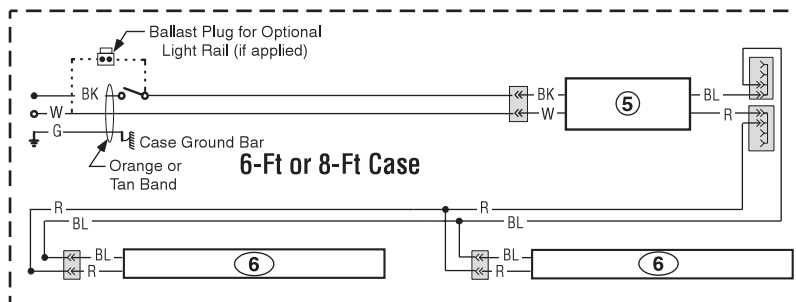 Ballast Plug for Optional
Light Rail (if applied)
BK
BK
5
BL
W
W
R
G
Case Ground Bar
Orange or
Tan Band
6-Ft or 8-Ft Case
R
R
BL
BL
BL
6
BL
6
R
R